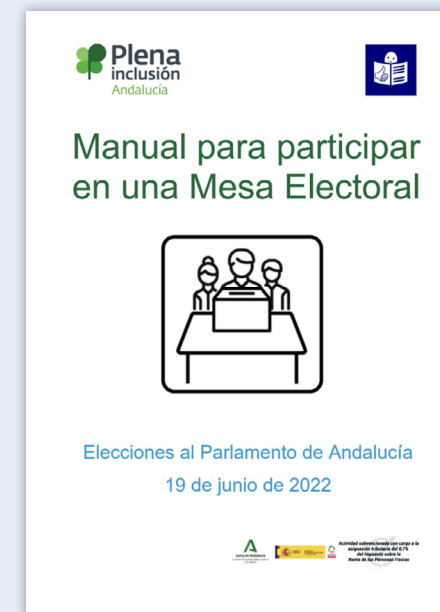 Plena
inclusión
Andalucía
Manual para participar
en una Mesa Electoral
Elecciones al Parlamento de Andalucía
19 de junio de 2022
Junta de Andalucía
Actividad subvencionada con cargo a la
asignación tributaria del 0,7%
del Impuesto sobre la
Renta de las Personas Físicas